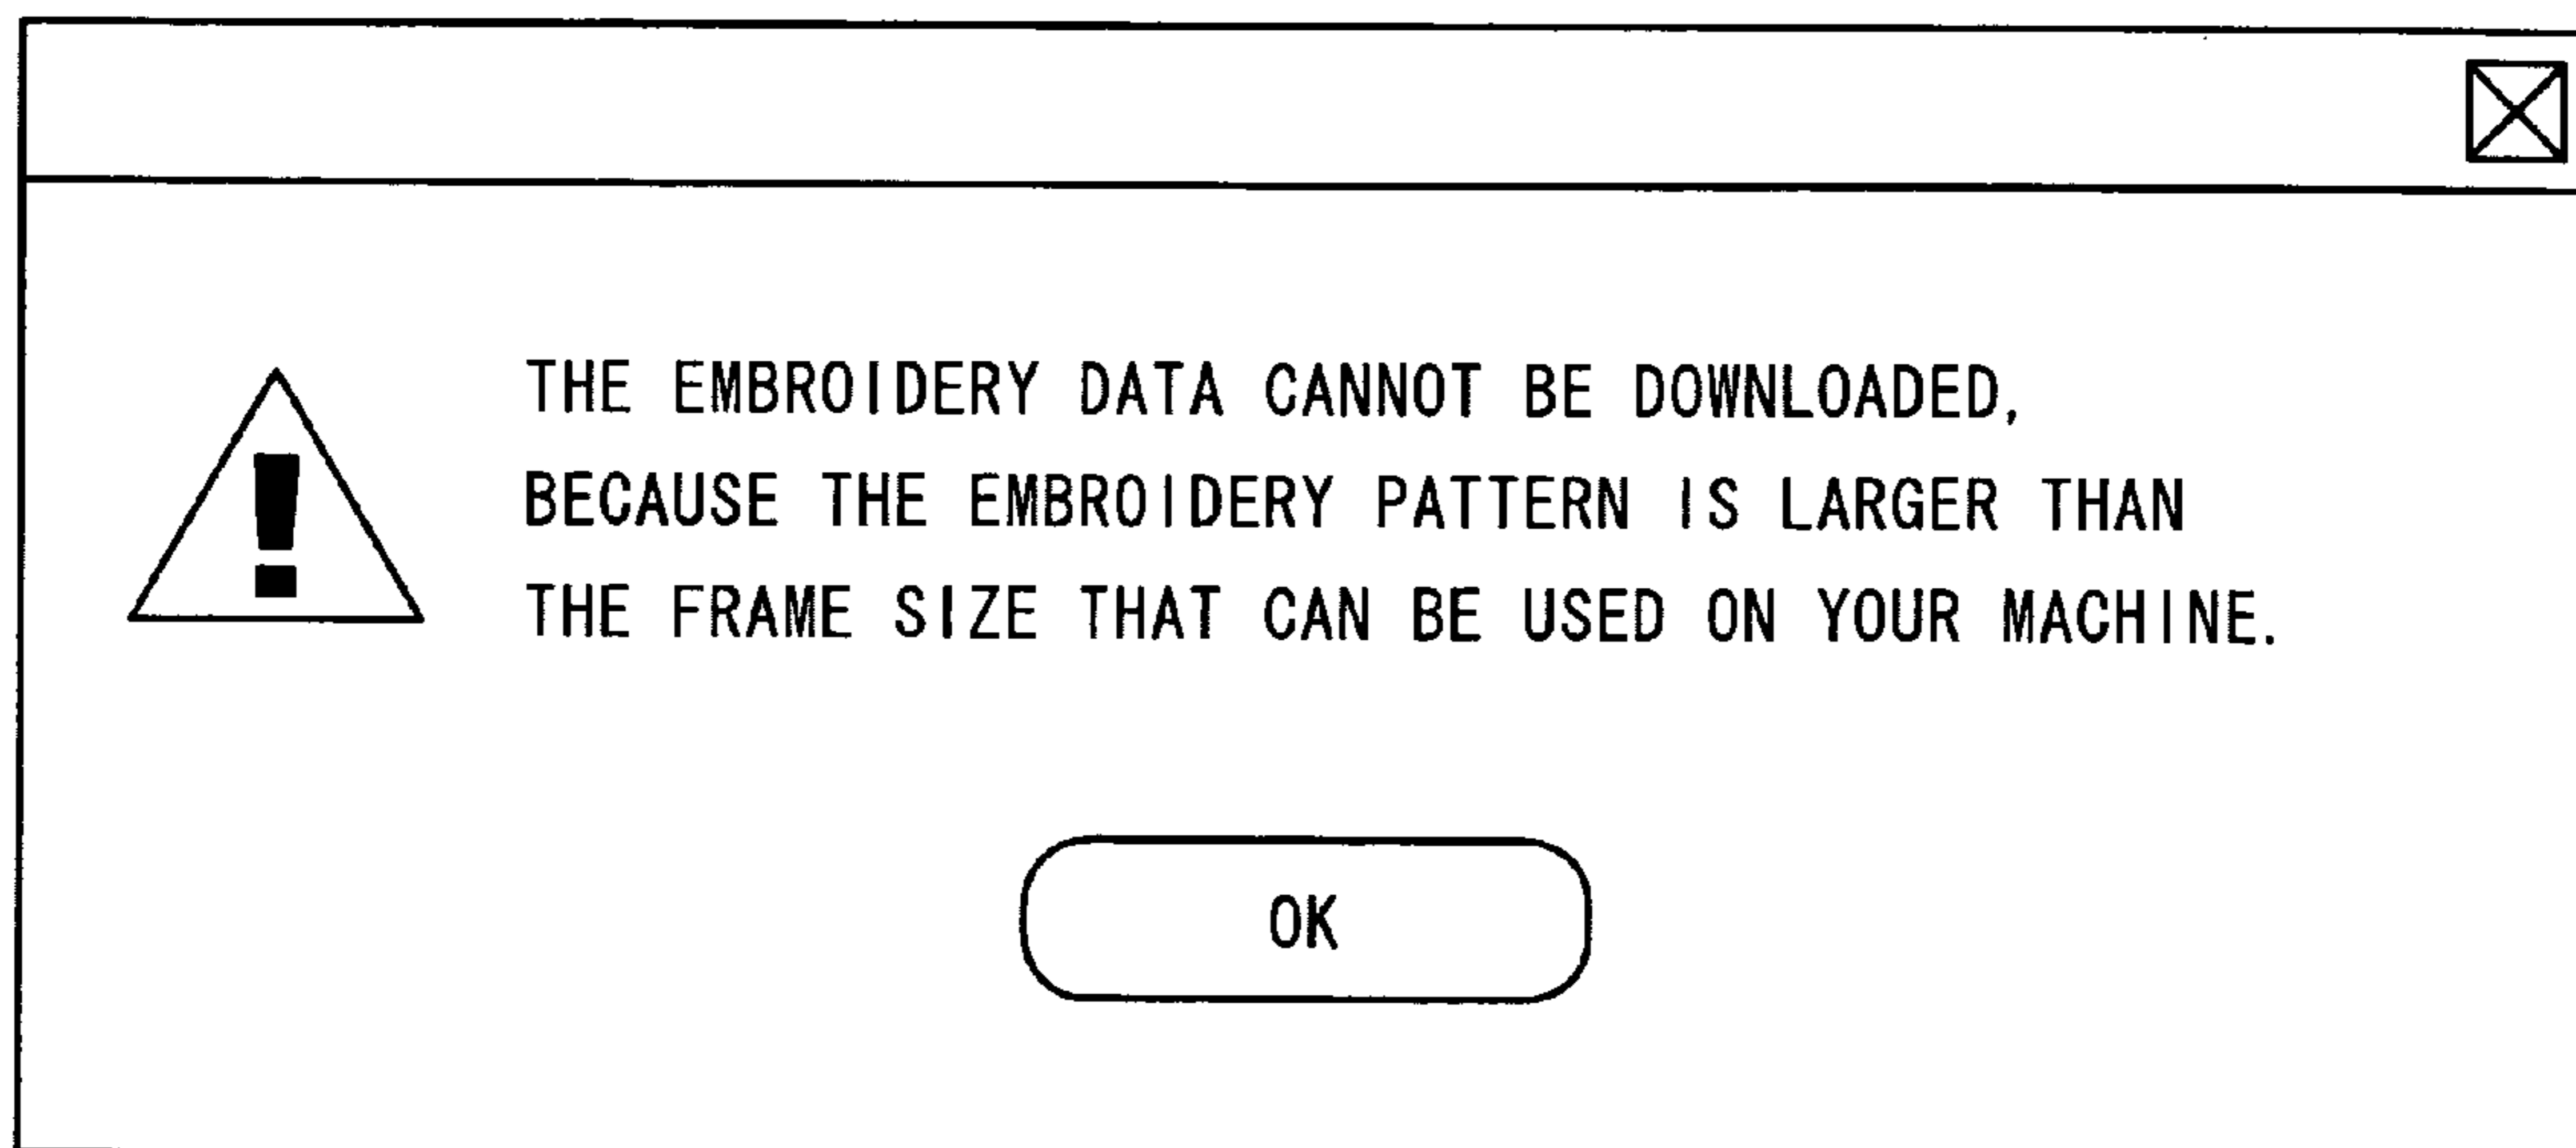 THE EMBROIDERY DATA CANNOT BE DOWNLOADED,
BECAUSE THE EMBROIDERY PATTERN IS LARGER THAN
THE FRAME SIZE THAT CAN BE USED ON YOUR MACHINE.
OK